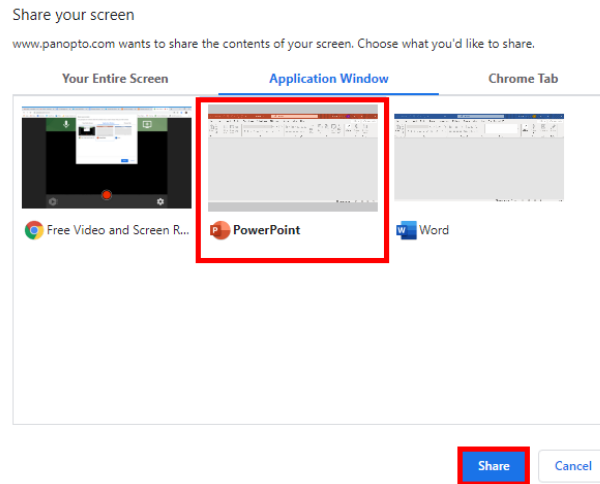 Share your screen
www.panopto.com wants to share the contents of your screen. Choose what you'd like to share.
Your Entire Screen
Application Window
Chrome Tab
Free Video and Screen R...
PowerPoint
Word
Share
Cancel